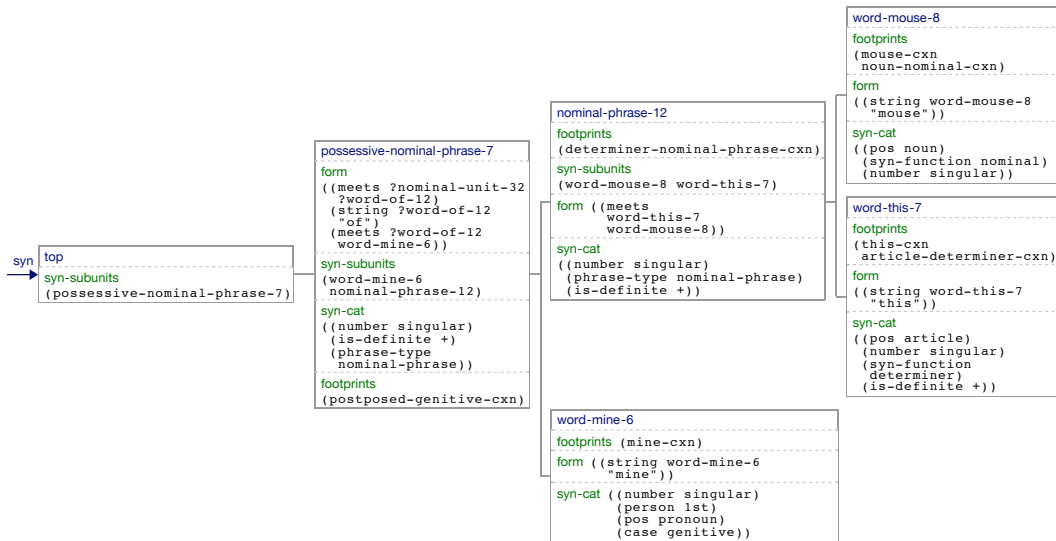 syn
top
syn-subunits
(possessive-nominal-phrase-7)
possessive-nominal-phrase-7
form
((meets ?nominal-unit-32
?word-of-12)
(string ?word-of-12
"of")
(meets ?word-of-12
word-mine-6))
syn-subunits
(word-mine-6
nominal-phrase-12)
syn-cat
((number singular)
(is-definite +)
(phrase-type
nominal-phrase))
footprints
(postposed-genitive-cxn)
nominal-phrase-12
footprints
(determiner-nominal-phrase-cxn)
syn-subunits
(word-mouse-8 word-this-7)
form ((meets
word-this-7
word-mouse-8))
syn-cat
((number singular)
(phrase-type nominal-phrase)
(is-definite +))
word-mine-6
footprints (mine-cxn)
form ((string word-mine-6
"mine"))
syn-cat ((number singular)
(person 1st)
(pos pronoun)
(case genitive))
word-mouse-8
footprints
(mouse-cxn
noun-nominal-cxn)
form
((string word-mouse-8
"mouse"))
syn-cat
((pos noun)
(syn-function nominal)
(number singular))
word-this-7
footprints
(this-cxn
article-determiner-cxn)
form
((string word-this-7
"this"))
syn-cat
((pos article)
(number singular)
(syn-function
determiner)
(is-definite +))